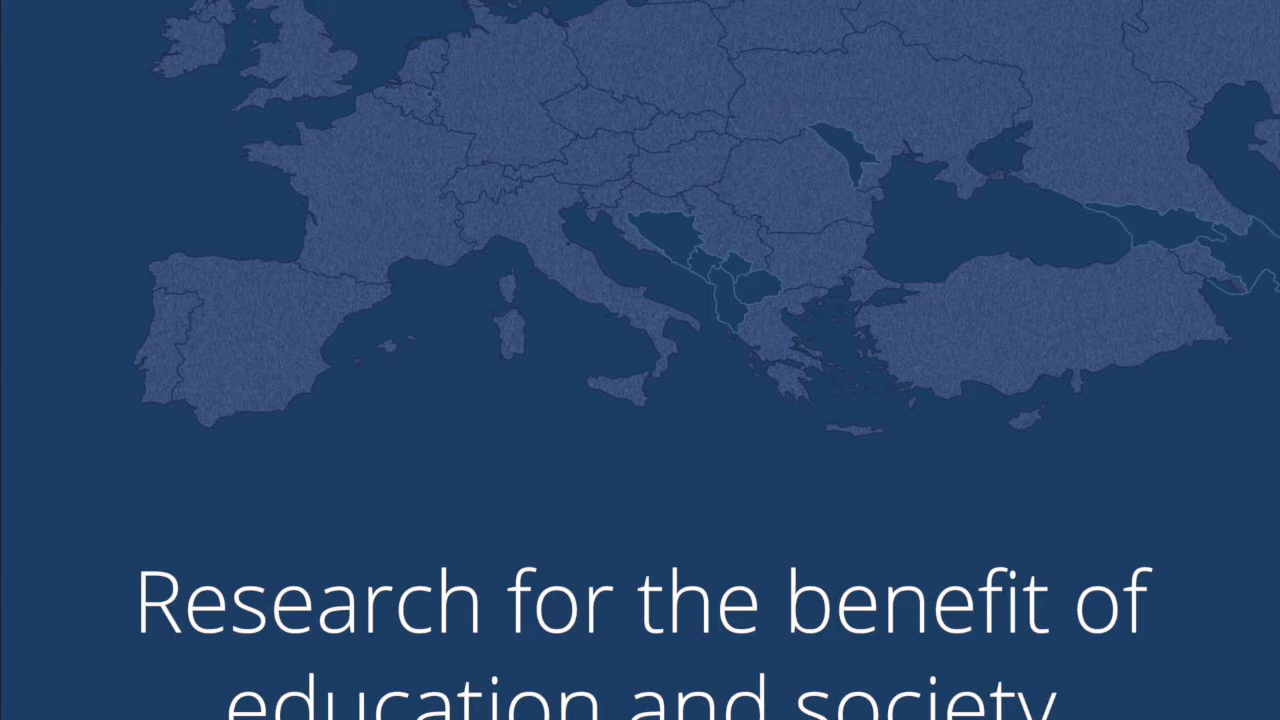 Research for the benefit of
education and society